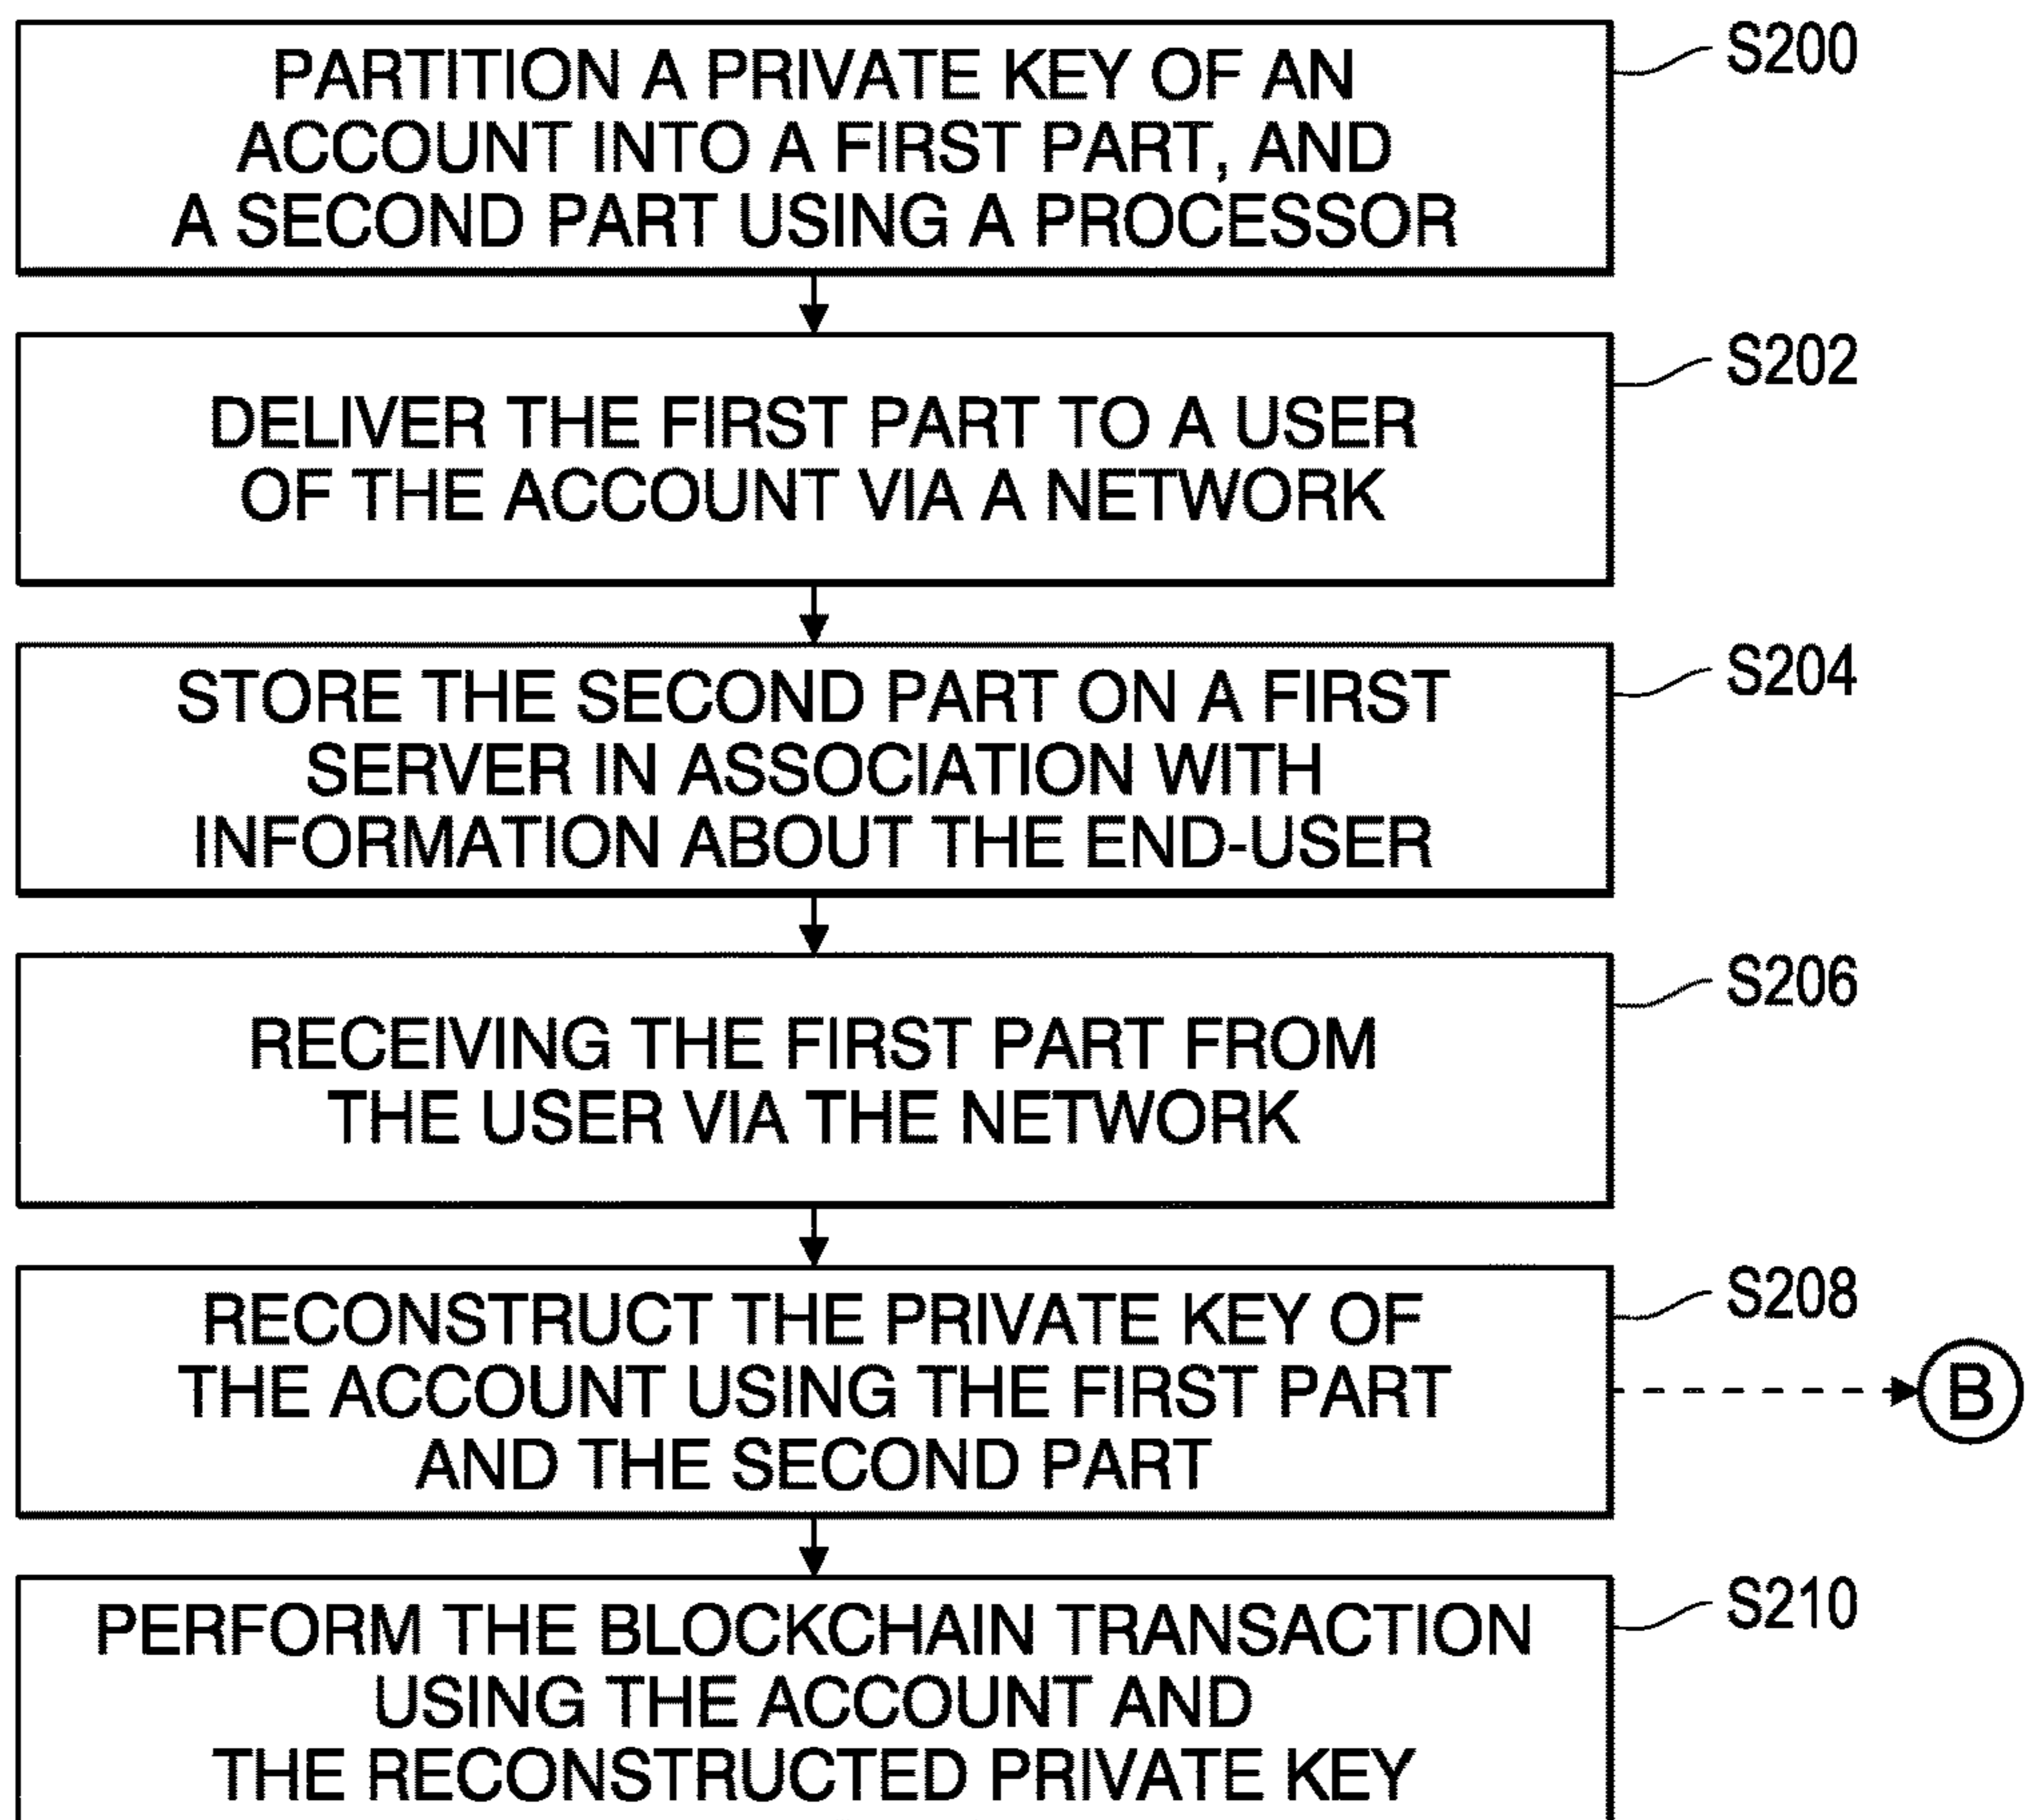 PARTITION A PRIVATE KEY OF AN
ACCOUNT INTO A FIRST PART, AND
A SECOND PART USING A PROCESSOR
S200
DELIVER THE FIRST PART TO A USER
OF THE ACCOUNT VIA A NETWORK
S202
STORE THE SECOND PART ON A FIRST
SERVER IN ASSOCIATION WITH
INFORMATION ABOUT THE END-USER
S204
RECEIVING THE FIRST PART FROM
THE USER VIA THE NETWORK
S206
RECONSTRUCT THE PRIVATE KEY OF
THE ACCOUNT USING THE FIRST PART
AND THE SECOND PART
S208
B
PERFORM THE BLOCKCHAIN TRANSACTION
USING THE ACCOUNT AND
THE RECONSTRUCTED PRIVATE KEY
S210